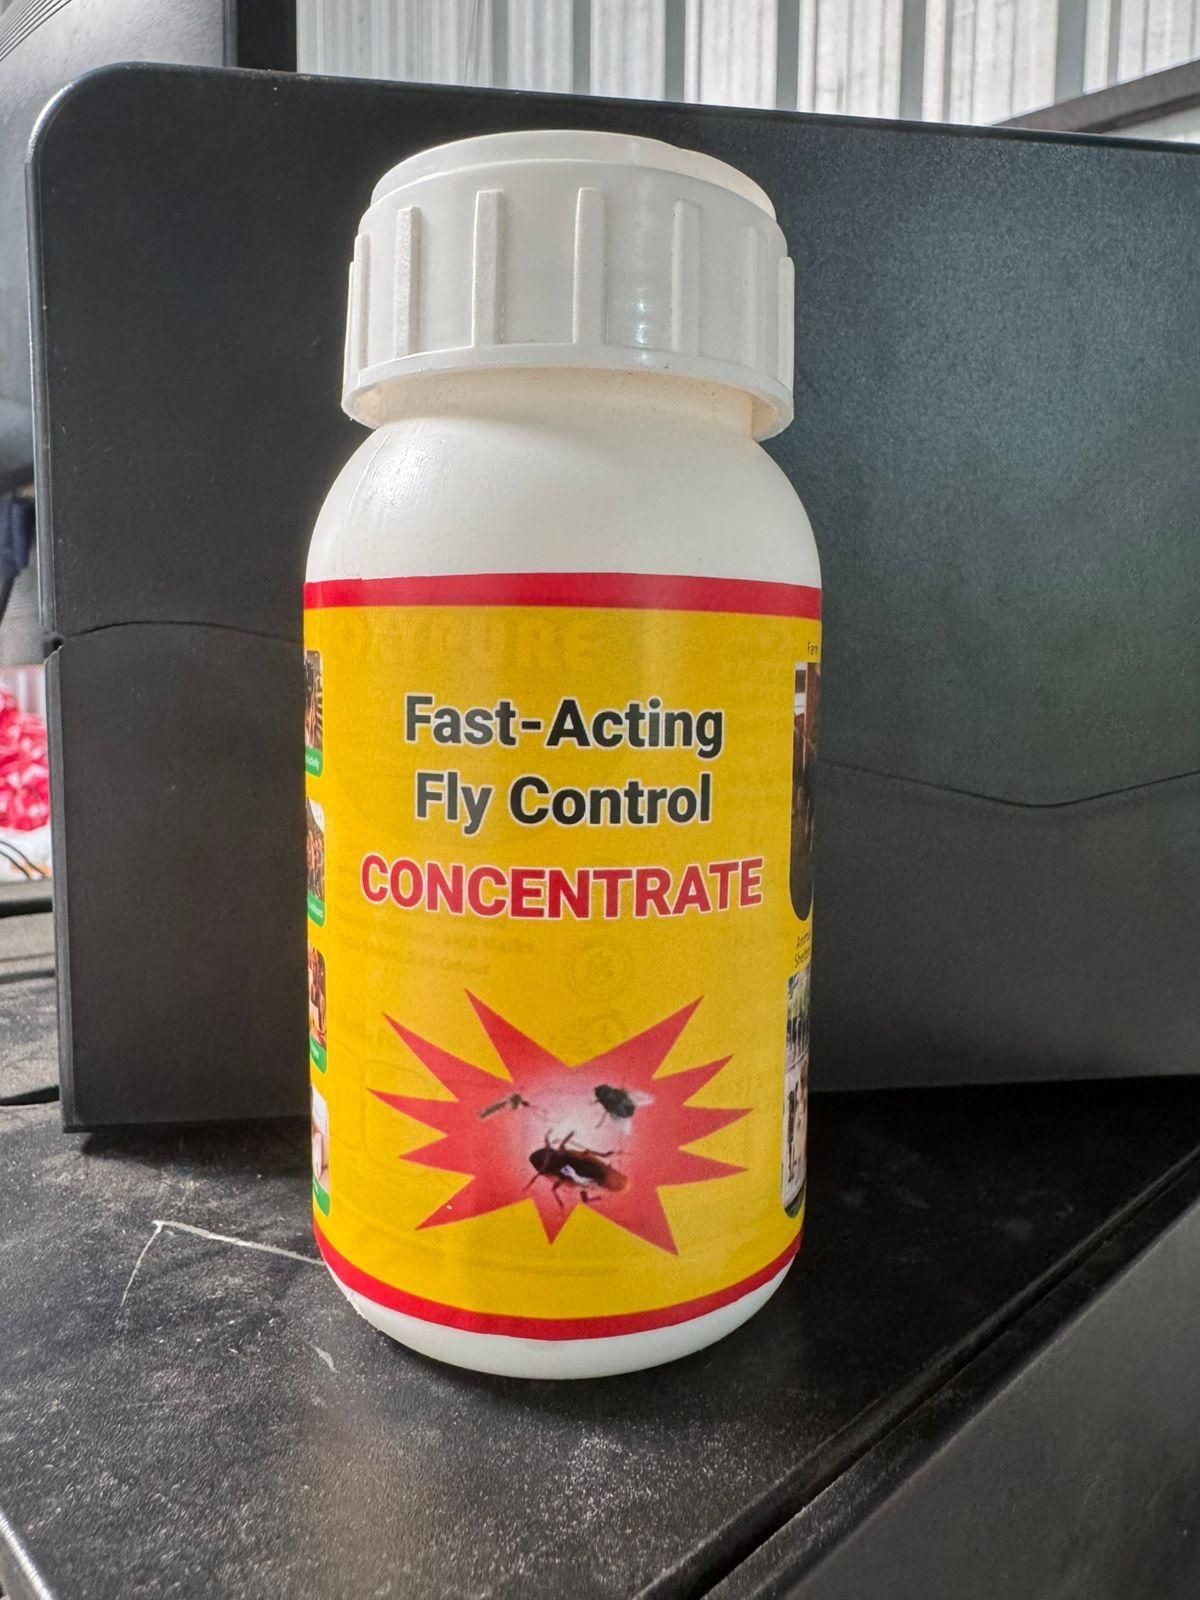 Fast-Acting
Fly Control
CONCENTRATE